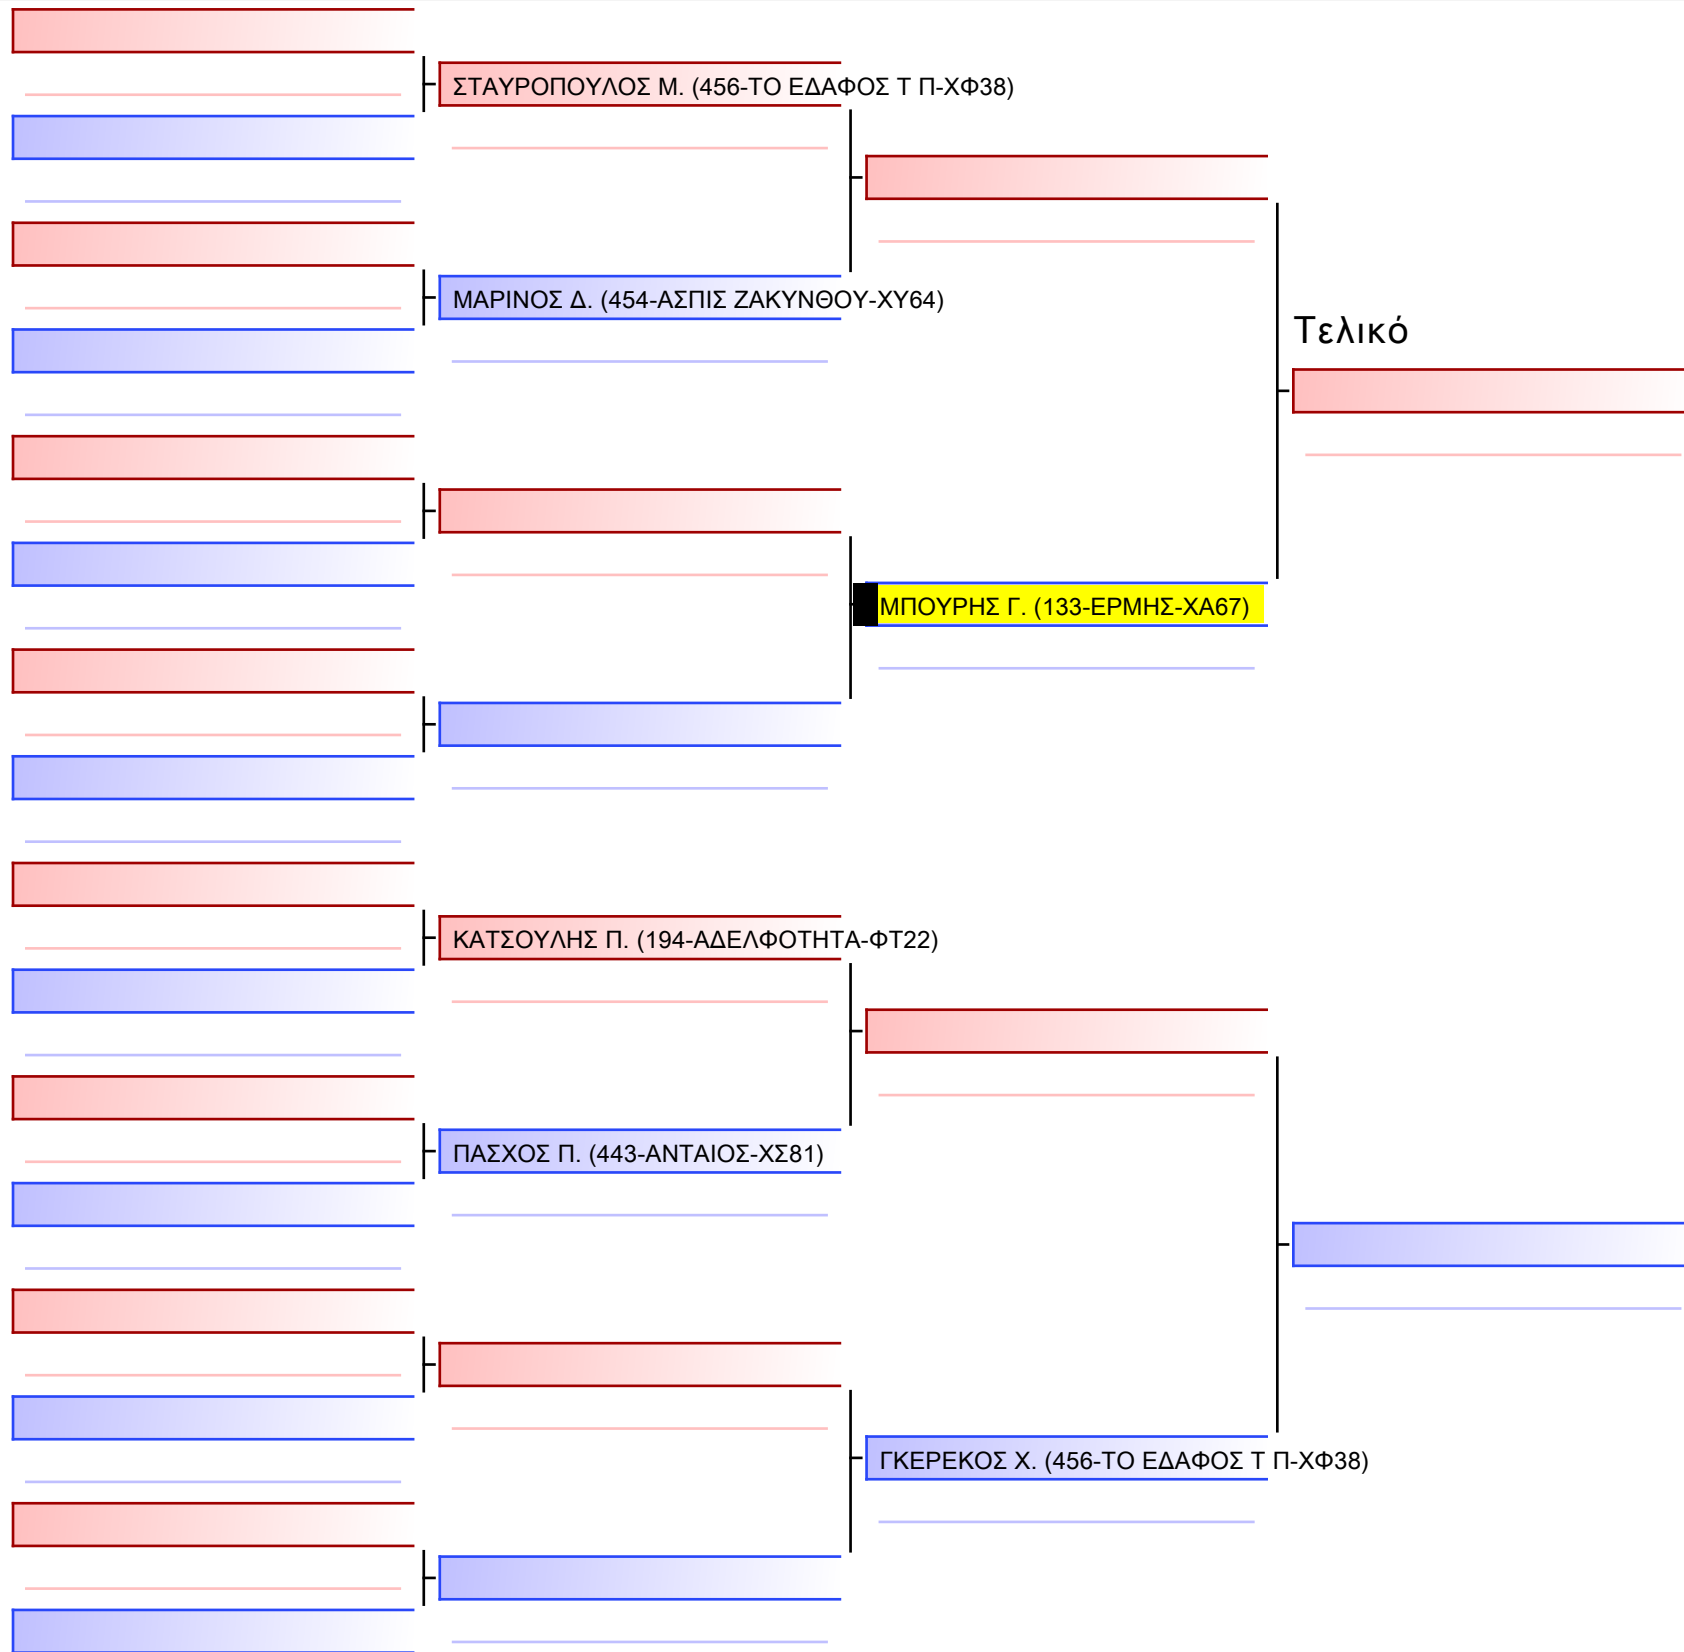 ΣΤΑΥΡΟΠΟΥΛΟΣ Μ. (456-ΤΟ ΕΔΑΦΟΣ Τ Π-ΧΦ38)
ΜΑΡΙΝΟΣ Δ. (454-ΑΣΠΙΣ ΖΑΚΥΝΘΟΥ-ΧΥ64)
Τελικό
ΜΠΟΥΡΗΣ Γ. (133-ΕΡΜΗΣ-ΧΑ67)
ΚΑΤΣΟΥΛΗΣ Π. (194-ΑΔΕΛΦΟΤΗΤΑ-ΦΤ22)
ΠΑΣΧΟΣ Π. (443-ΑΝΤΑΙΟΣ-ΧΣ81)
ΓΚΕΡΕΚΟΣ Χ. (456-ΤΟ ΕΔΑΦΟΣ Τ Π-ΧΦ38)